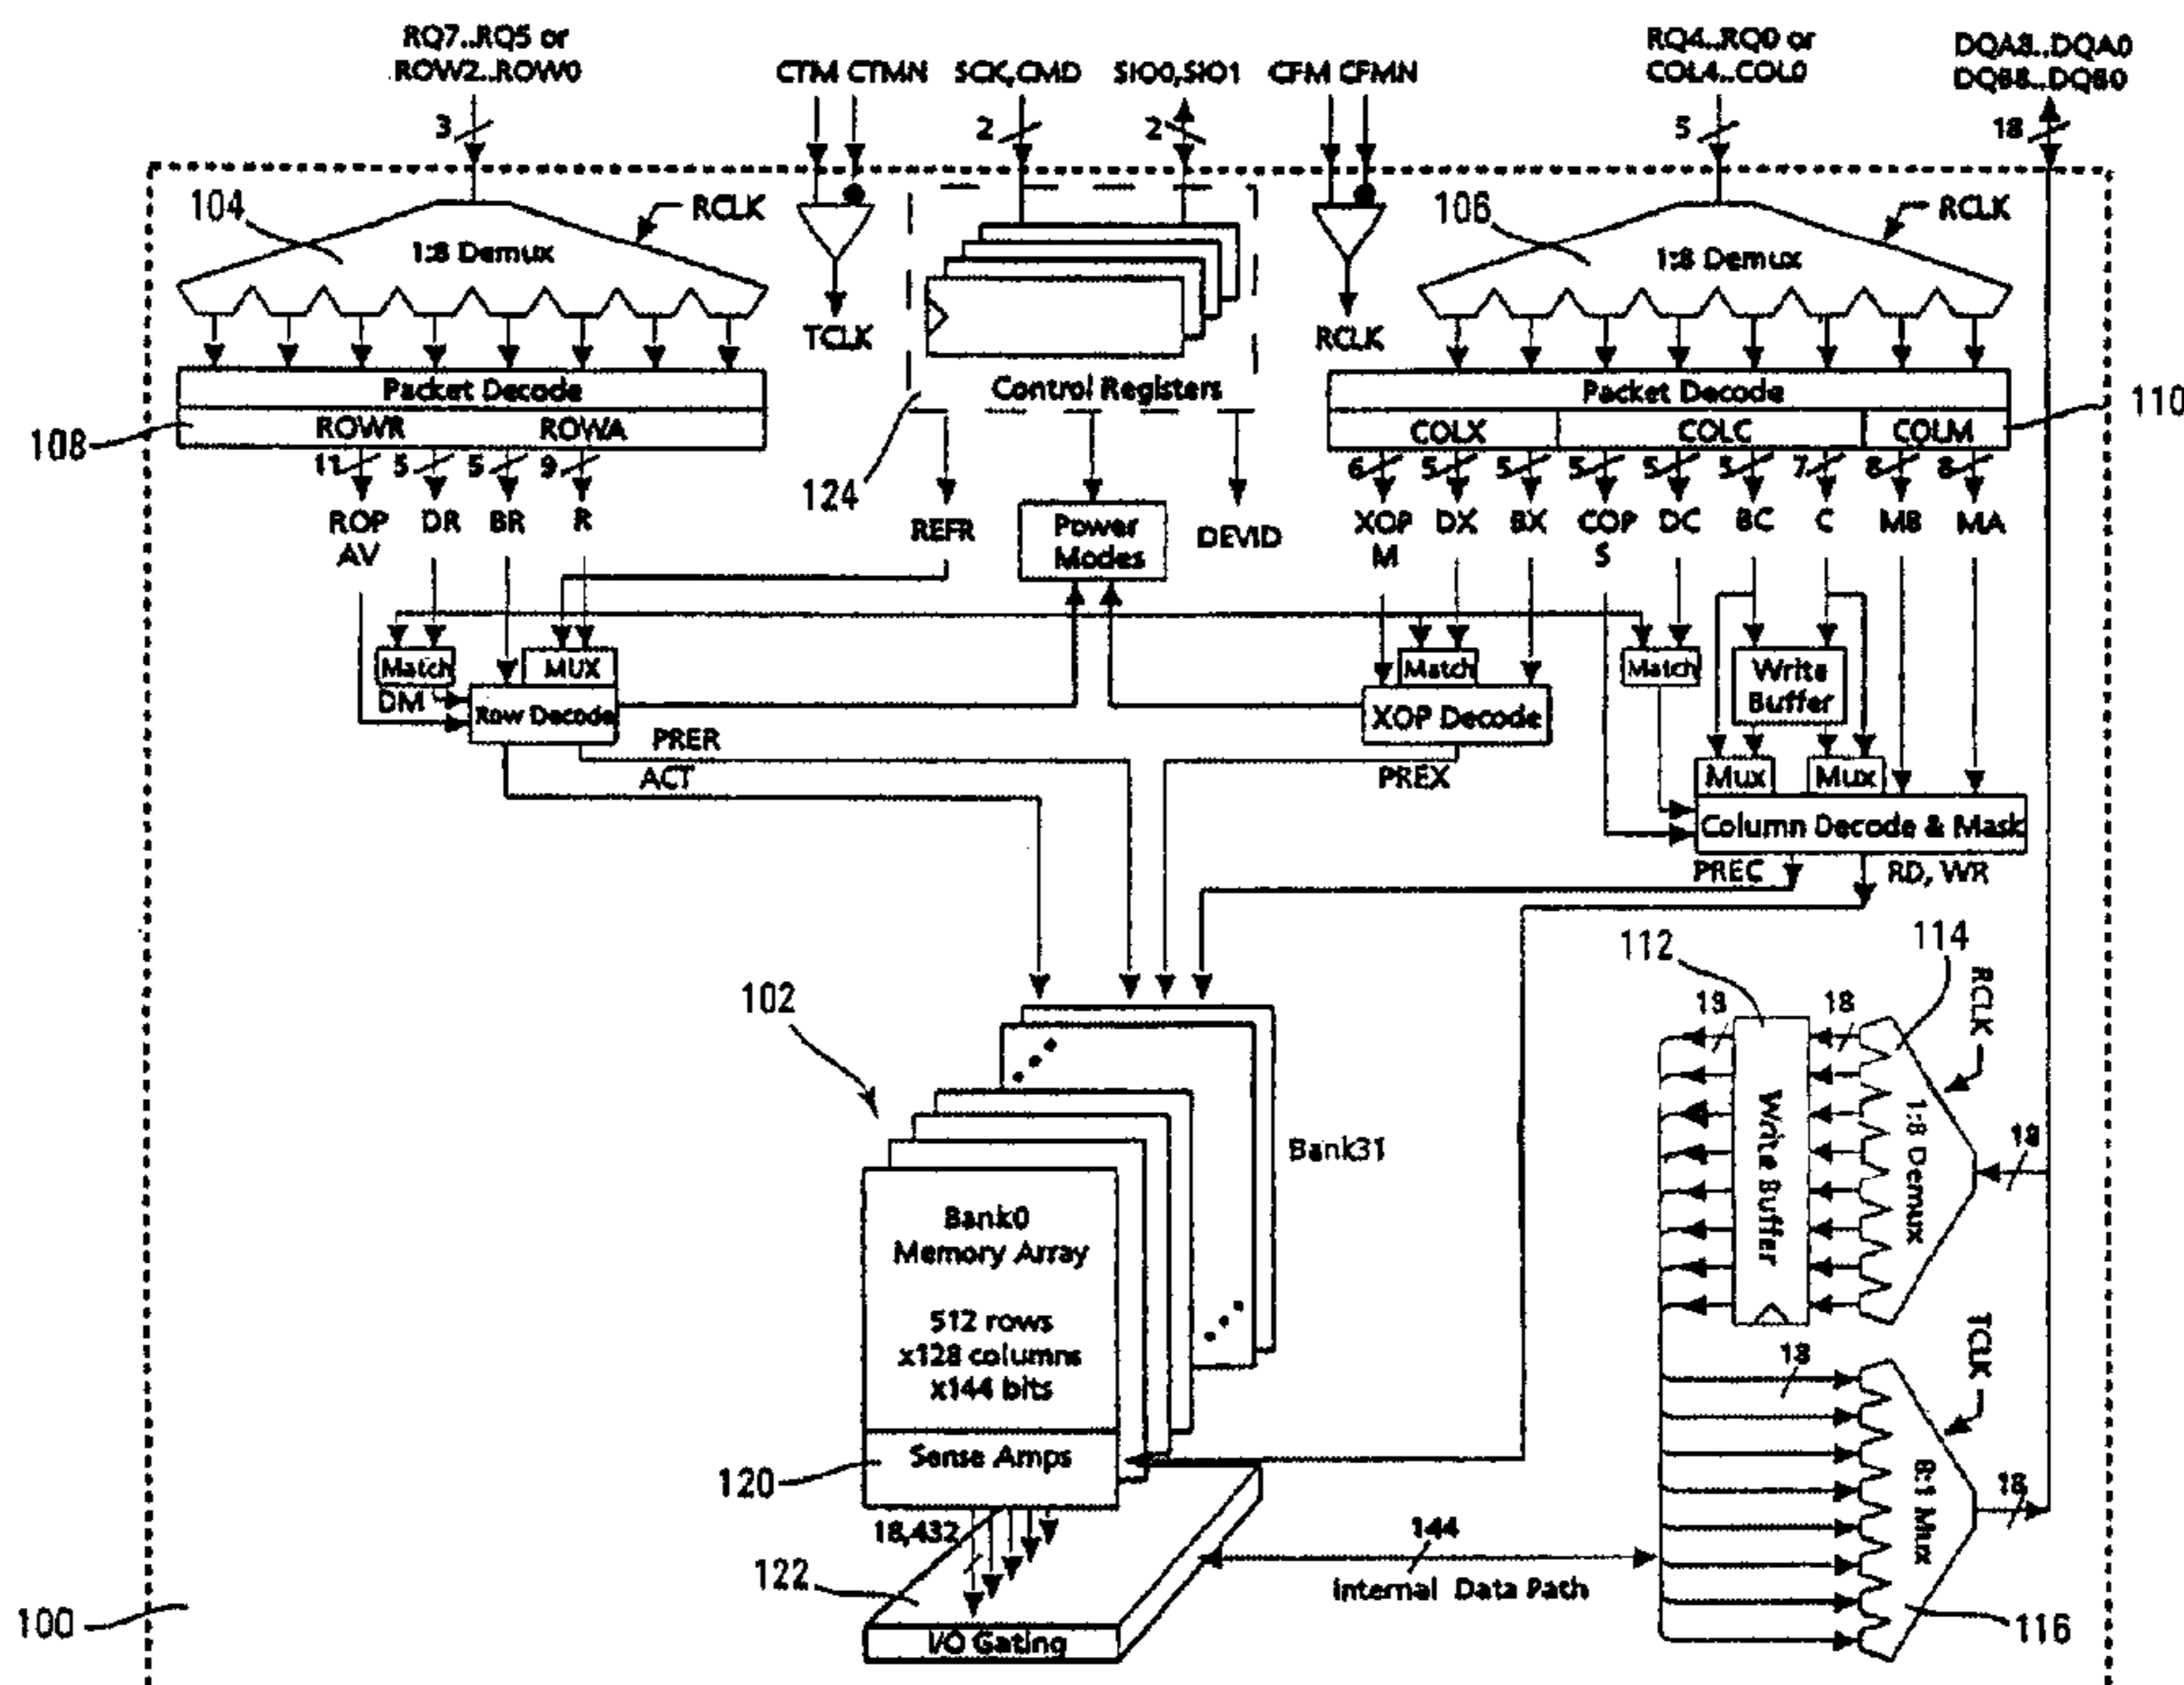 RQ7..RQ5 or
ROW2..ROW0
CTM CTMN
SCK,CMD
SIO0,SIO1
CFM CFMN
RQ4..RQ0 or
COL4..COL0
DQA8..DQA0
DQB8..DQB0
3
2
2
5
18
104
RCLK
1:8 Demux
TCLK
RCLK
106
RCLK
1:8 Demux
Packet Decode
ROWR ROWA
108
Control Registers
124
Packet Decode
COLX COLC COLM
110
11 5 5 9
6 5 5 5 5 5 7 8 8
ROP DR BR R
AV
REFR
Power
Modes
DEVID
XOP DX BX COP DC BC C MB MA
M S
Match
DM
MUX
Row Decode
Match
XOP Decode
Match
Write
Buffer
Mux Mux
Column Decode & Mask
PRER
ACT
PREX
PREC
RD, WR
102
Bank31
Bank0
Memory Array
512 rows
x128 columns
x144 bits
Sense Amps
120
18,432
122
I/O Gating
100
144
Internal Data Path
112
114
RCLK
18 18
Write Buffer
1:8 Demux
18
TCLK
18
8:1 Mux
18
116